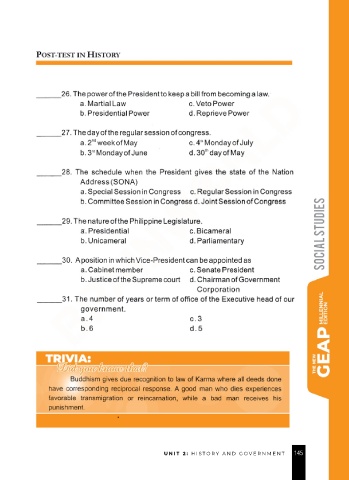 POST-TEST IN HISTORY
______26. The power of the President to keep a bill from becoming a law.
a. Martial Law c. Veto Power
b. Presidential Power d. Reprieve Power
______27. The day of the regular session of congress.
a. 2nd week of May c. 4th Monday of July
b. 3rd Monday of June d. 30th day of May
______28. The schedule when the President gives the state of the Nation
Address (SONA)
a. Special Session in Congress c. Regular Session in Congress
b. Committee Session in Congress d. Joint Session of Congress
______29. The nature of the Philippine Legislature.
a. Presidential c. Bicameral
b. Unicameral d. Parliamentary
______30. A position in which Vice-President can be appointed as
a. Cabinet member c. Senate President
b. Justice of the Supreme court d. Chairman of Government
Corporation
______31. The number of years or term of office of the Executive head of our
government.
a. 4 c. 3
b. 6 d. 5
TRIVIA:
Did you know that?
Buddhism gives due recognition to law of Karma where all deeds done
have corresponding reciprocal response. A good man who dies experiences
favorable transmigration or reincarnation, while a bad man receives his
punishment.
SOCIAL STUDIES
THE NEW
GEAP MILLENNIAL
EDITION
UNIT 2: HISTORY AND GOVERNMENT 145